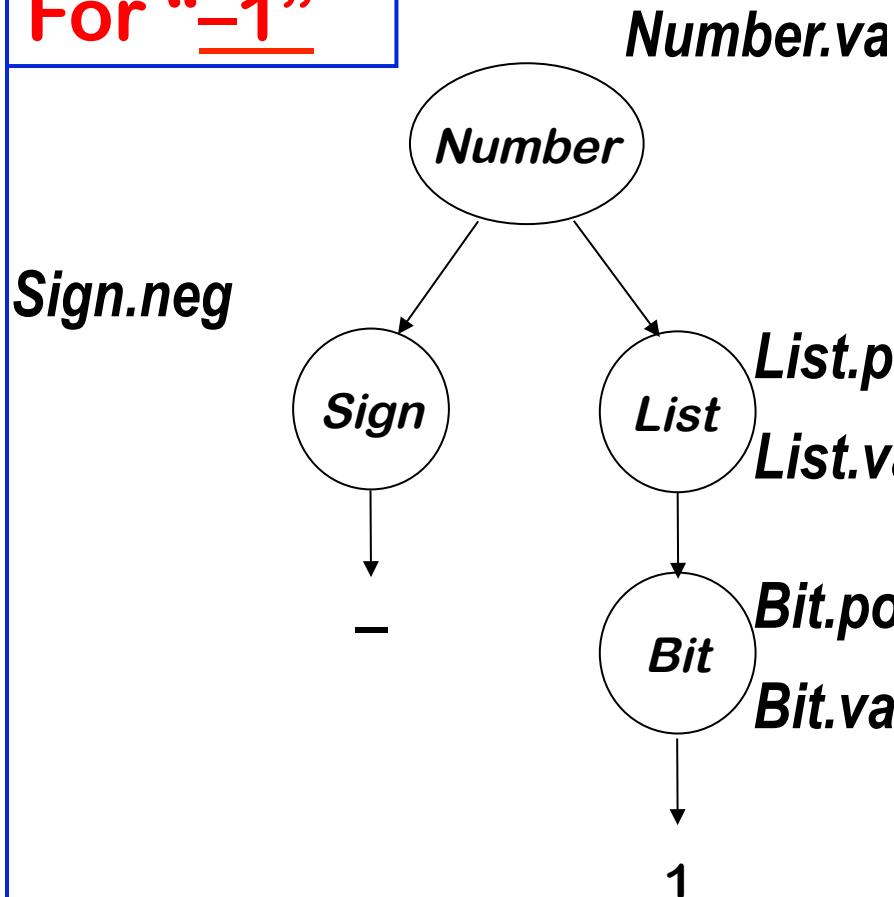 For “–1”
Number.va
Number
Sign.neg
Sign
List
List.p
List.va
–
Bit
Bit.po
Bit.va
1